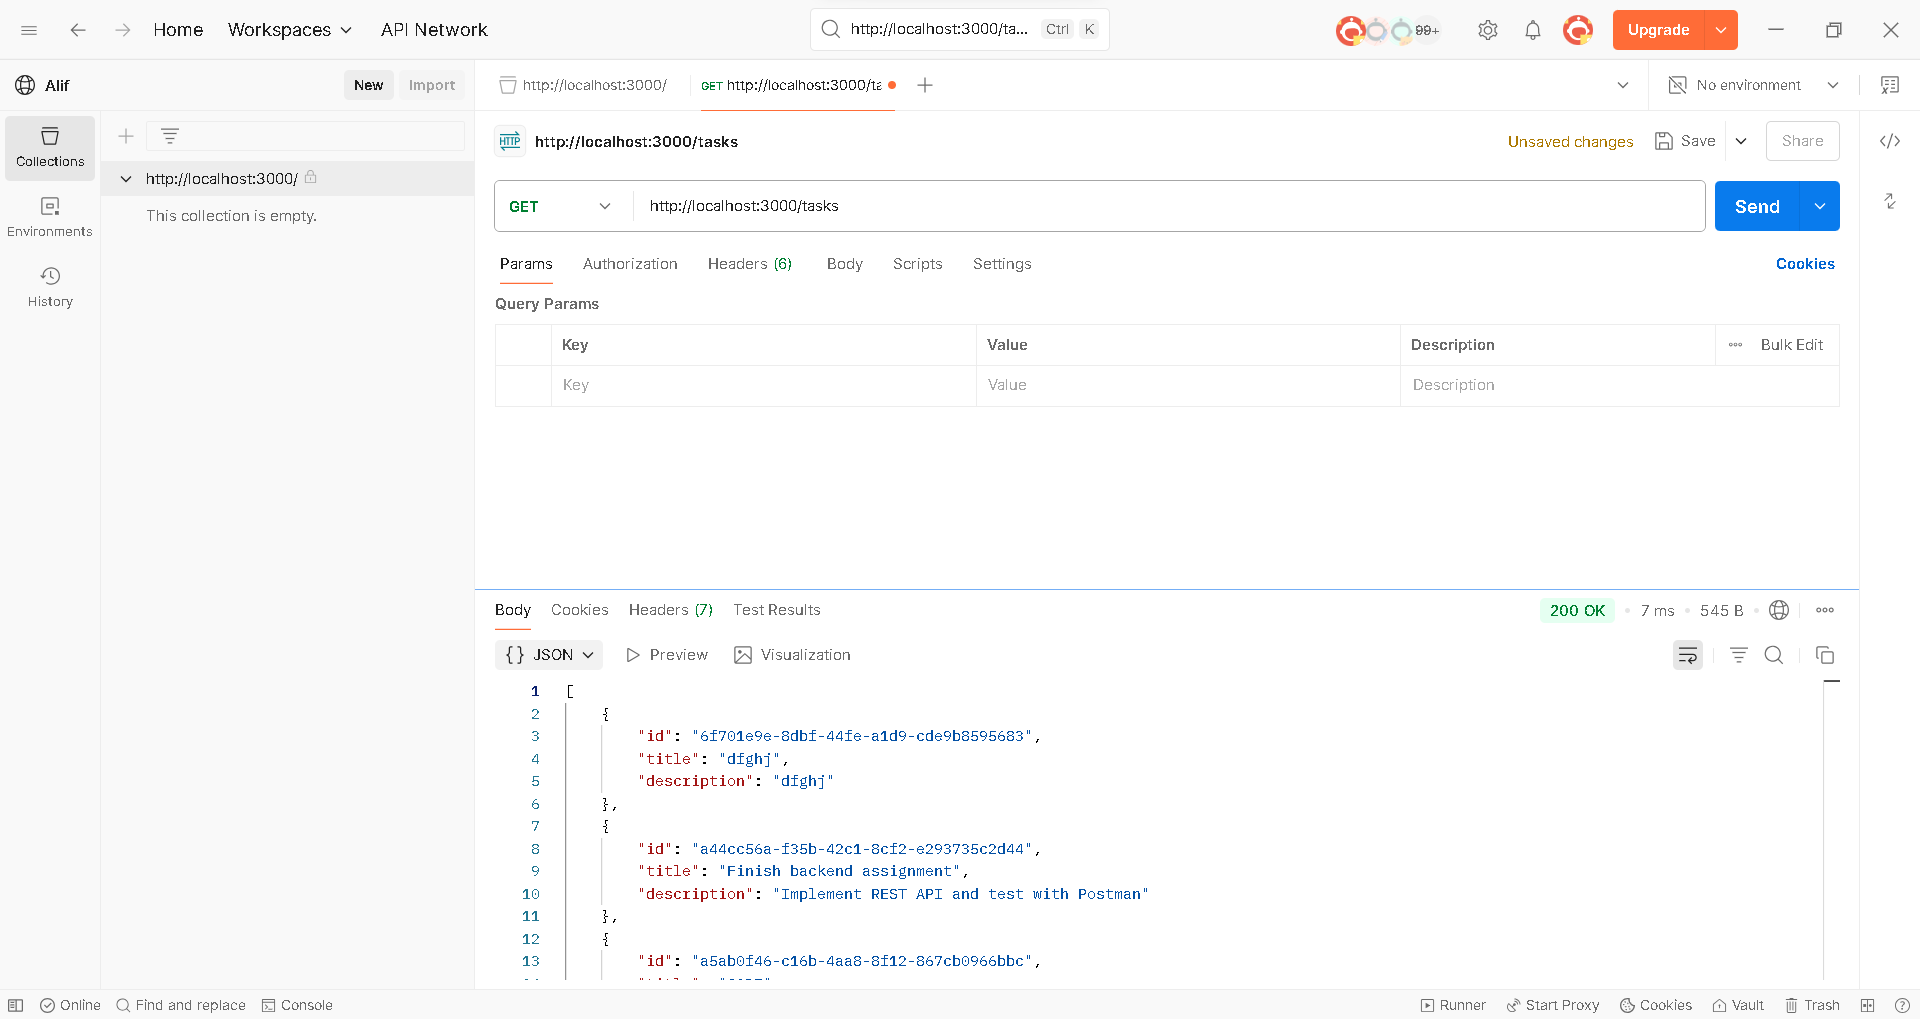 Home
Workspaces
API Network
http://localhost:3000/ta...
Ctrl
K
99+
Upgrade
Alif
New
Import
http://localhost:3000/
GET http://localhost:3000/ta
No environment
Collections
Environments
History
http://localhost:3000/
This collection is empty.
HTTP
http://localhost:3000/tasks
Unsaved changes
Save
Share
GET
http://localhost:3000/tasks
Send
Params
Authorization
Headers (6)
Body
Scripts
Settings
Cookies
Query Params
Key
Value
Description
Bulk Edit
Key
Value
Description
Body
Cookies
Headers (7)
Test Results
200 OK
7 ms
545 B
{} JSON
Preview
Visualization
1 [
2 {
3 "id": "6f701e9e-8dbf-44fe-a1d9-cde9b8595683",
4 "title": "dfghj",
5 "description": "dfghj"
6 },
7 {
8 "id": "a44cc56a-f35b-42c1-8cf2-e293735c2d44",
9 "title": "Finish backend assignment",
10 "description": "Implement REST API and test with Postman"
11 },
12 {
13 "id": "a5ab0f46-c16b-4aa8-8f12-867cb0966bbc",
Online
Find and replace
Console
Runner
Start Proxy
Cookies
Vault
Trash